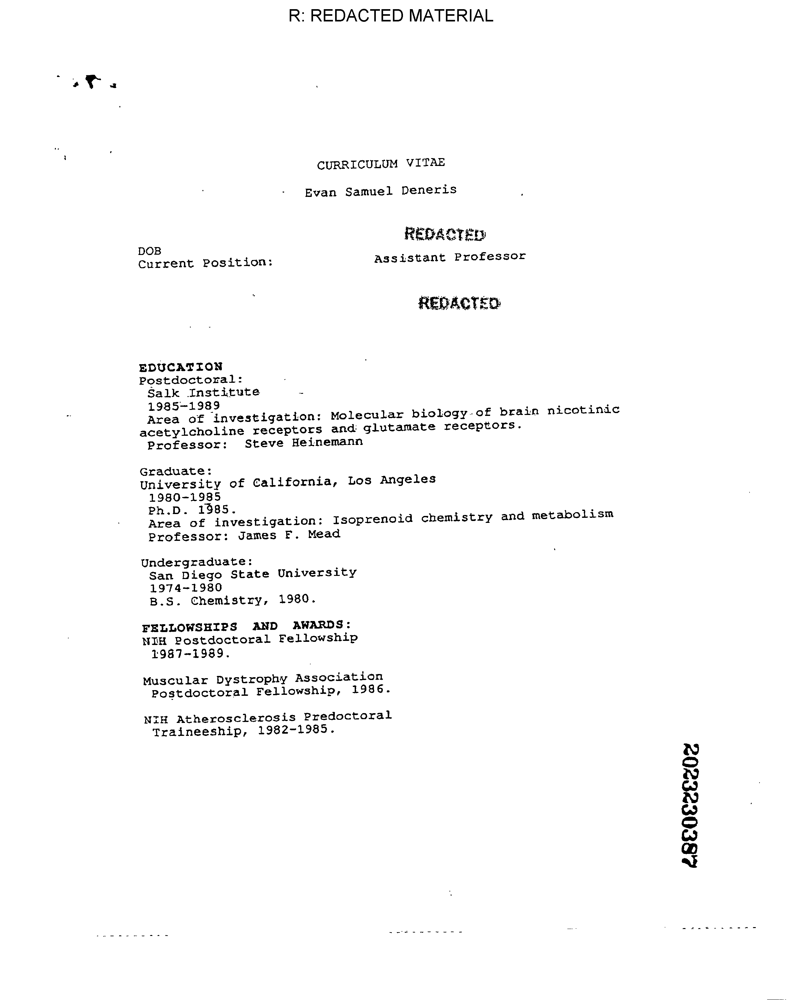 R: REDACTED MATERIAL
CURRICULUM VITAE
Evan Samuel Deneris
REDACTED
DOB
Current Position: Assistant Professor
REDACTED
EDUCATION
Postdoctoral:
Salk Institute
1985-1989
Area of investigation: Molecular biology of brain nicotinic
acetylcholine receptors and glutamate receptors.
Professor: Steve Heinemann
Graduate:
University of California, Los Angeles
1980-1985
Ph.D. 1985.
Area of investigation: Isoprenoid chemistry and metabolism
Professor: James F. Mead
Undergraduate:
San Diego State University
1974-1980
B.S. Chemistry, 1980.
FELLOWSHIPS AND AWARDS:
NIH Postdoctoral Fellowship
1987-1989.
Muscular Dystrophy Association
Postdoctoral Fellowship, 1986.
NIH Atherosclerosis Predoctoral
Traineeship, 1982-1985.
2023230387